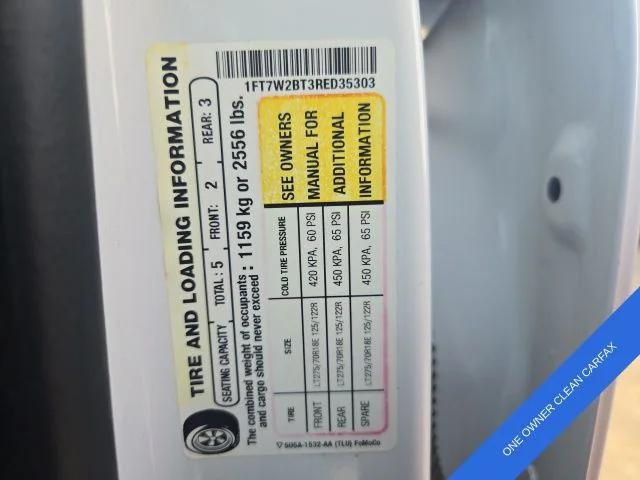 TIRE AND LOADING INFORMATION
SEATING CAPACITY TOTAL : 5 FRONT: 2 REAR: 3
The combined weight of occupants and cargo should never exceed : 1159 kg or 2556 lbs.
1FT7W2BT3RED35303
TIRE SIZE COLD TIRE PRESSURE SEE OWNERS
FRONT LT275/70R18E 125/122R 420 KPA, 60 PSI MANUAL FOR
REAR LT275/70R18E 125/122R 450 KPA, 65 PSI ADDITIONAL
SPARE LT275/70R18E 125/122R 450 KPA, 65 PSI INFORMATION
5U5A-1532-AA (TLU) FoMoCo
ONE OWNER CLEAN CARFAX